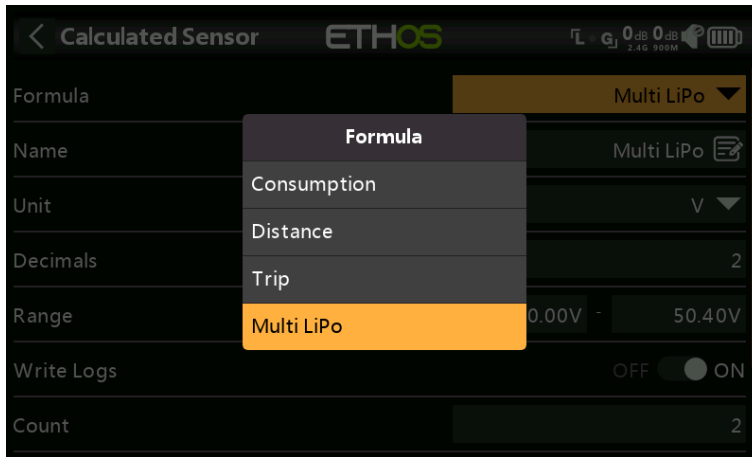 Calculated Sensor ETHOS 0dB 0dB
2.4G 900M
Formula Multi LiPo
Formula
Name Multi LiPo
Consumption
Unit V
Distance
Decimals 2
Trip
Range 0.00V - 50.40V
Multi LiPo
Write Logs OFF ON
Count 2